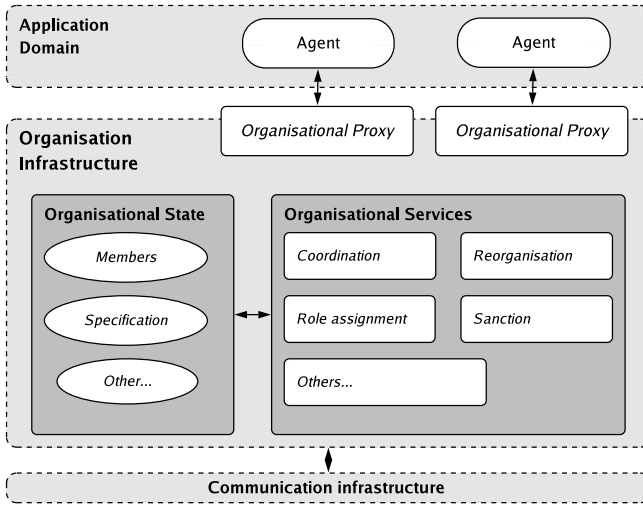 Application
Domain
Agent
Agent
Organisational Proxy
Organisational Proxy
Organisation
Infrastructure
Organisational State
Members
Specification
Other...
Organisational Services
Coordination
Reorganisation
Role assignment
Sanction
Others...
Communication infrastructure